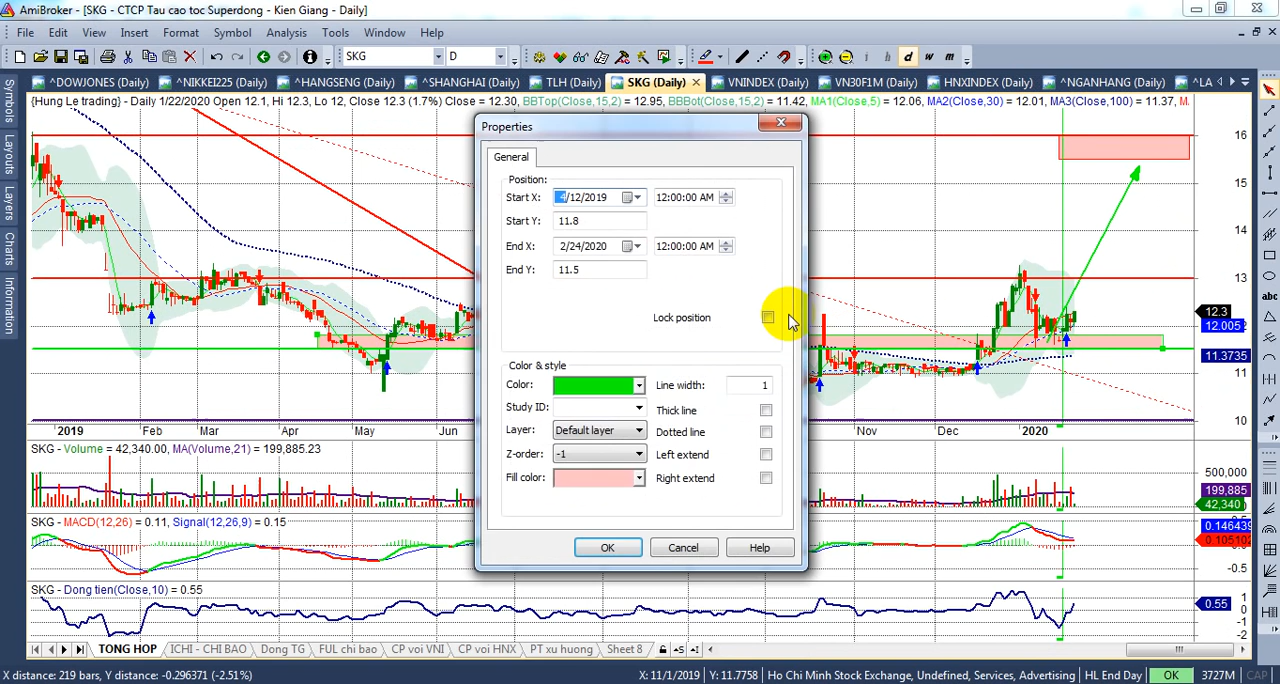 AmiBroker - [SKG - CTCP Tau cao toc Superdong - Kien Giang - Daily]
File Edit View Insert Format Symbol Analysis Tools Window Help
SKG D i h d w m
^DOWJONES (Daily) ^NIKKEI225 (Daily) ^HANGSENG (Daily) ^SHANGHAI (Daily) TLH (Daily) SKG (Daily) VNINDEX (Daily) VN30F1M (Daily) HNXINDEX (Daily) ^NGANHANG (Daily) ^LA
Symbols
Layouts
Layers
Charts
Information
abc
{Hung Le trading} - Daily 1/22/2020 Open 12.1, Hi 12.3, Lo 15, Close 12.3 (1.7%) Close = 12.30, BBTop(Close,15,2) = 12.95, BBBot(Close,15,2) = 11.42, MA1(Close,5) = 12.06, MA2(Close,30) = 12.01, MA3(Close,100) = 11.37,
16
15
14
13
12.3
12.005
11.3735
11
10
Properties
General
Position:
Start X: /12/2019 12:00:00 AM
Start Y: 11.8
End X: 2/24/2020 12:00:00 AM
End Y: 11.5
Lock position
Color & style
Color: Line width: 1
Study ID: Thick line
Layer: Default layer Dotted line
Z-order: -1 Left extend
Fill color: Right extend
OK Cancel Help
2019 Feb Mar Apr May Jun Nov Dec 2020
SKG - Volume = 42,340.00, MA(Volume,21) = 199,885.23
500,000
199,885
42,340
SKG - MACD(12,26) = 0.11, Signal(12,26,9) = 0.15
0.146439
0.105102
-0.5
SKG - Dong tien(Close,10) = 0.55
1
0.55
0
-1
-2
TONG HOP ICHI - CHI BAO Dong TG FUL chi bao CP voi VNI CP voi HNX PT xu huong Sheet 8
X distance: 219 bars, Y distance: -0.296371 (-2.51%) X: 11/1/2019 Y: 11.7758 Ho Chi Minh Stock Exchange, Undefined, Services, Advertising HL End Day OK 3727M CAP